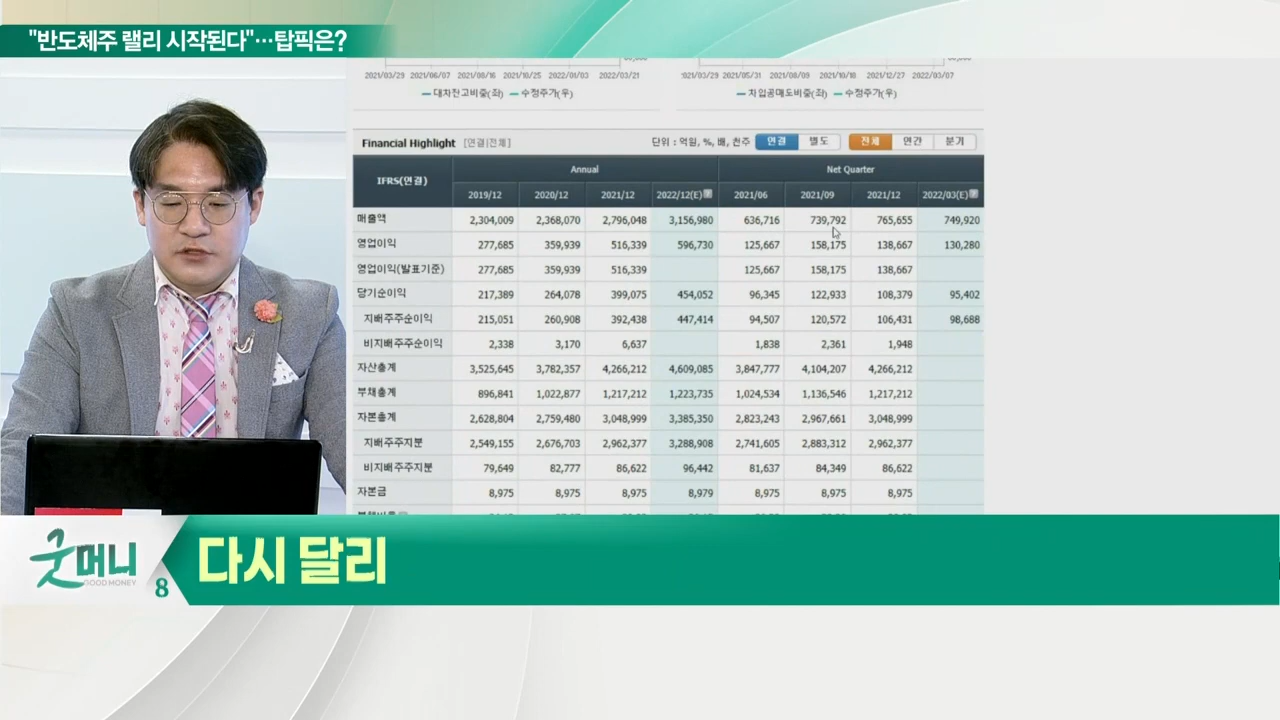 "반도체주 랠리 시작된다"…탑픽은?
2021/03/29 2021/06/07 2021/08/16 2021/10/25 2022/01/03 2022/03/21
대차잔고비중(좌) 수정주가(우)
2021/03/29 2021/05/31 2021/08/09 2021/10/18 2021/12/27 2022/03/07
차입공매도비중(좌) 수정주가(우)
Financial Highlight [연결|전체] 단위 : 억원, %, 배, 천주 연결 별도 전체 연간 분기
IFRS(연결) Annual Net Quarter
2019/12 2020/12 2021/12 2022/12(E) 2021/06 2021/09 2021/12 2022/03(E)
매출액 2,304,009 2,368,070 2,796,048 3,156,980 636,716 739,792 765,655 749,920
영업이익 277,685 359,939 516,339 596,730 125,667 158,175 138,667 130,280
영업이익(발표기준) 277,685 359,939 516,339 125,667 158,175 138,667
당기순이익 217,389 264,078 399,075 454,052 96,345 122,933 108,379 95,402
지배주주순이익 215,051 260,908 392,438 447,414 94,507 120,572 106,431 98,688
비지배주주순이익 2,338 3,170 6,637 1,838 2,361 1,948
자산총계 3,525,645 3,782,357 4,266,212 4,609,085 3,847,777 4,104,207 4,266,212
부채총계 896,841 1,022,877 1,217,212 1,223,735 1,024,534 1,136,546 1,217,212
자본총계 2,628,804 2,759,480 3,048,999 3,385,350 2,823,243 2,967,661 3,048,999
지배주주지분 2,549,155 2,676,703 2,962,377 3,288,908 2,741,605 2,883,312 2,962,377
비지배주주지분 79,649 82,777 86,622 96,442 81,637 84,349 86,622
자본금 8,975 8,975 8,975 8,979 8,975 8,975 8,975
굿머니
GOOD MONEY
8
다시 달리